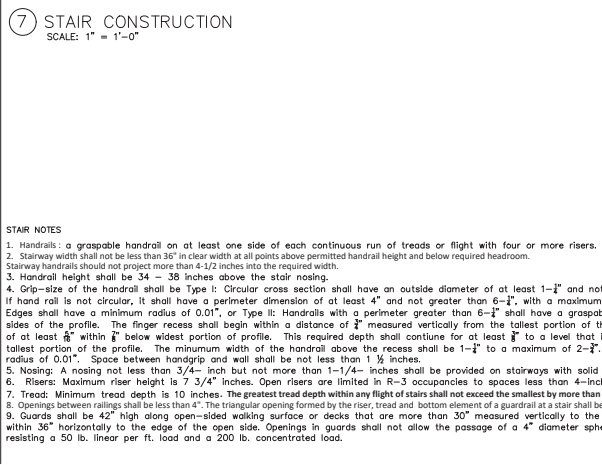 7 STAIR CONSTRUCTION
SCALE: 1" = 1'-0"
STAIR NOTES
1. Handrails : a graspable handrail on at least one side of each continuous run of treads or flight with four or more risers.
2. Stairway width shall not be less than 36" in clear width at all points above permitted handrail height and below required headroom.
Stairway handrails should not project more than 4-1/2 inches into the required width.
3. Handrail height shall be 34 – 38 inches above the stair nosing.
4. Grip–size of the handrail shall be Type I: Circular cross section shall have an outside diameter of at least 1–¼" and not
If hand rail is not circular, it shall have a perimeter dimension of at least 4" and not greater than 6–¼", with a maximum
Edges shall have a minimum radius of 0.01", or Type II: Handrails with a perimeter greater than 6–¼" shall have a graspab
sides of the profile. The finger recess shall begin within a distance of ¾" measured vertically from the tallest portion of th
of at least 5/16" within ⅞" below widest portion of profile. This required depth shall contiune for at least ⅜" to a level that i
tallest portion of the profile. The minumum width of the handrail above the recess shall be 1–¼" to a maximum of 2–¾".
radius of 0.01". Space between handgrip and wall shall be not less than 1 ½ inches.
5. Nosing: A nosing not less than 3/4– inch but not more than 1–1/4– inches shall be provided on stairways with solid
6. Risers: Maximum riser height is 7 3/4" inches. Open risers are limited in R–3 occupancies to spaces less than 4–inc
7. Tread: Minimum tread depth is 10 inches. The greatest tread depth within any flight of stairs shall not exceed the smallest by more than
8. Openings between railings shall be less than 4". The triangular opening formed by the riser, tread and bottom element of a guardrail at a stair shall be
9. Guards shall be 42" high along open–sided walking surface or decks that are more than 30" measured vertically to the
within 36" horizontally to the edge of the open side. Openings in guards shall not allow the passage of a 4" diameter sphe
resisting a 50 lb. linear per ft. load and a 200 lb. concentrated load.